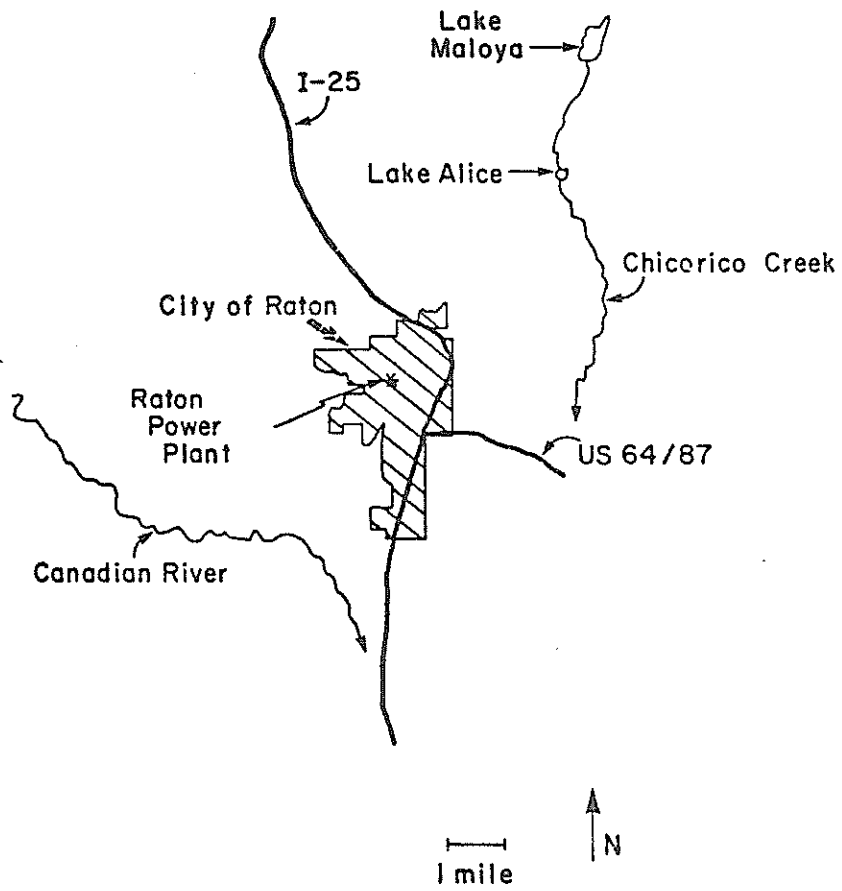 Lake
Maloya
I-25
Lake Alice
Chicorico Creek
City of Raton
Raton
Power
Plant
US 64/87
Canadian River
N
1 mile